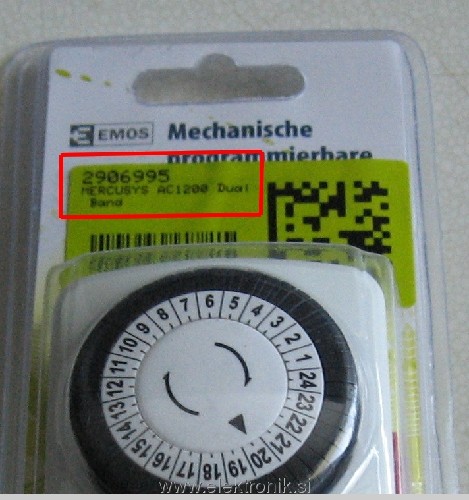 EMOS
Mechanische
programmierbare
2906995
MERCUSYS AC1200 Dual
Band
1 2 3 4 5 6 7 8 9 10 11 12 13 14 15 16 17 18 19 20 21 22 23 24
www.elektronik.si